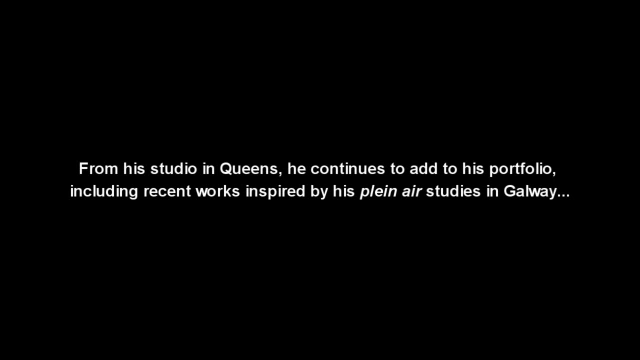 From his studio in Queens, he continues to add to his portfolio,
including recent works inspired by his plein air studies in Galway...